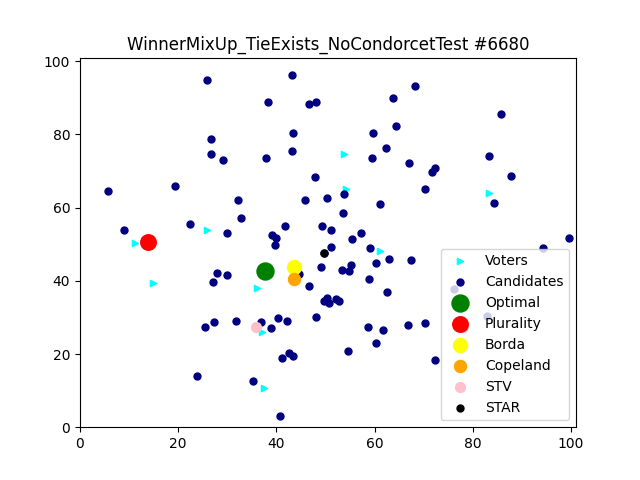 WinnerMixUp_TieExists_NoCondorcetTest #6680
100
80
60
40
20
0
0
20
40
60
80
100
Voters
Candidates
Optimal
Plurality
Borda
Copeland
STV
STAR